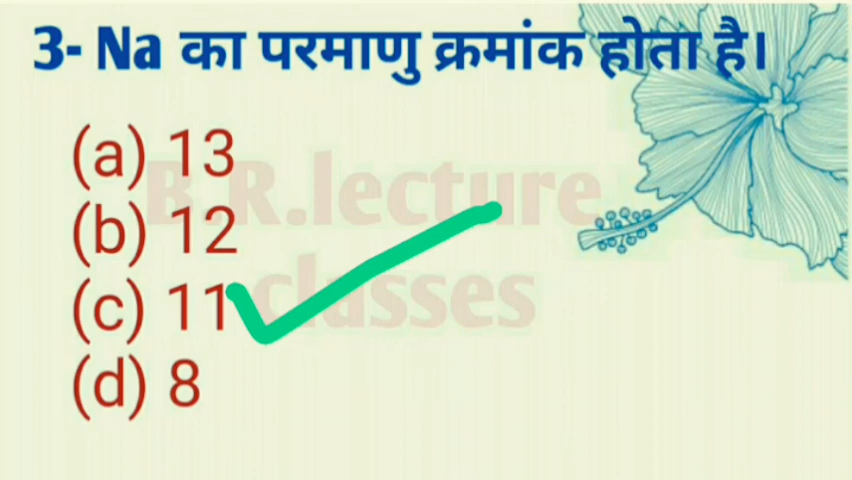 3- Na का परमाणु क्रमांक होता है।
(a) 13
B.R.lecture
(b) 12
(c) 11
classes
(d) 8